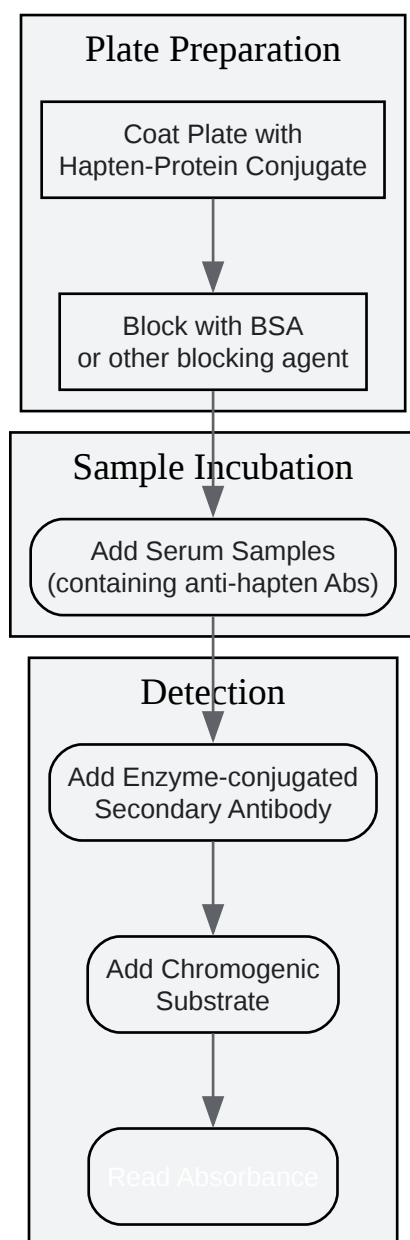 Plate Preparation
Coat Plate with
Hapten-Protein Conjugate
Block with BSA
or other blocking agent
Sample Incubation
Add Serum Samples
(containing anti-hapten Abs)
Detection
Add Enzyme-conjugated
Secondary Antibody
Add Chromogenic
Substrate
Read Absorbance